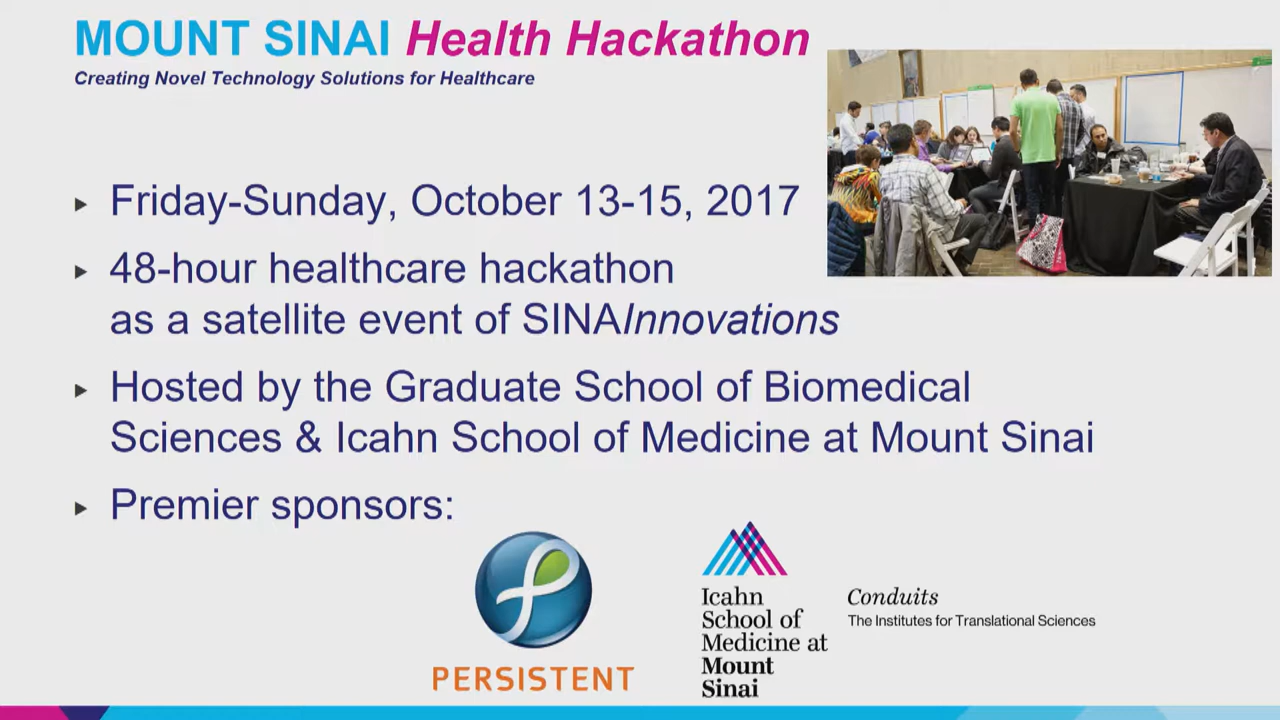 MOUNT SINAI Health Hackathon
Creating Novel Technology Solutions for Healthcare
Friday-Sunday, October 13-15, 2017
48-hour healthcare hackathon
as a satellite event of SINAInnovations
Hosted by the Graduate School of Biomedical
Sciences & Icahn School of Medicine at Mount Sinai
Premier sponsors:
PERSISTENT
Icahn
School of
Medicine at
Mount
Sinai
Conduits
The Institutes for Translational Sciences